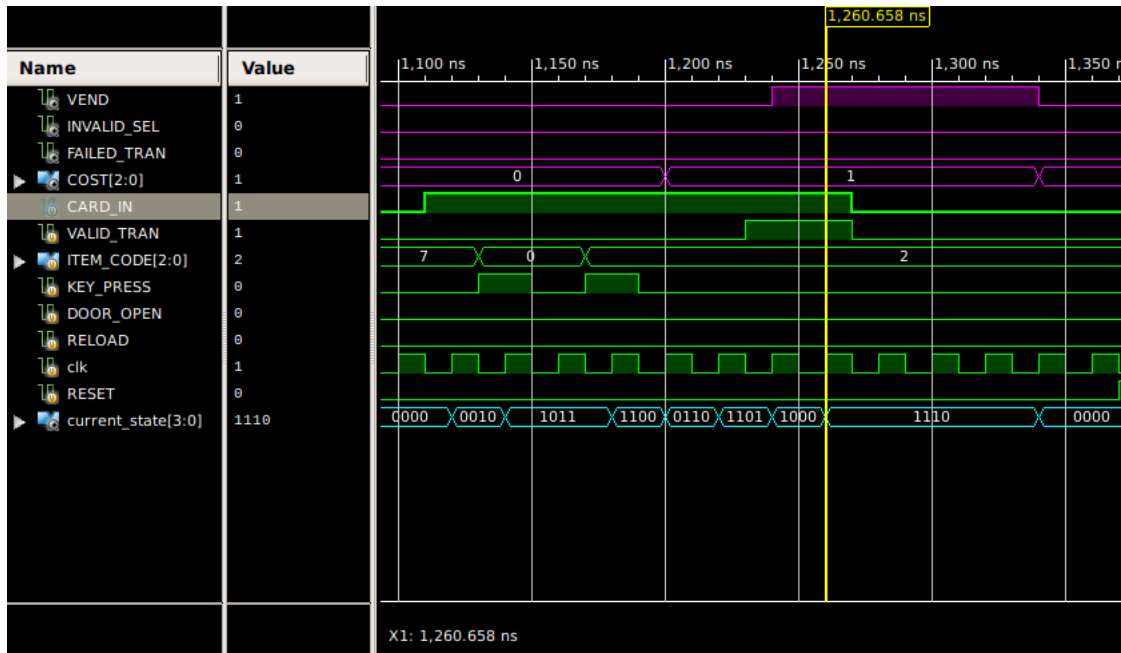 1,260.658 ns
Name Value 1,100 ns 1,150 ns 1,200 ns 1,250 ns 1,300 ns 1,350 n
VEND 1
INVALID_SEL 0
FAILED_TRAN 0
COST[2:0] 1 0 1
CARD_IN 1
VALID_TRAN 1
ITEM_CODE[2:0] 2 7 0 2
KEY_PRESS 0
DOOR_OPEN 0
RELOAD 0
clk 1
RESET 0
current_state[3:0] 1110 0000 0010 1011 1100 0110 1101 1000 1110 0000
X1: 1,260.658 ns